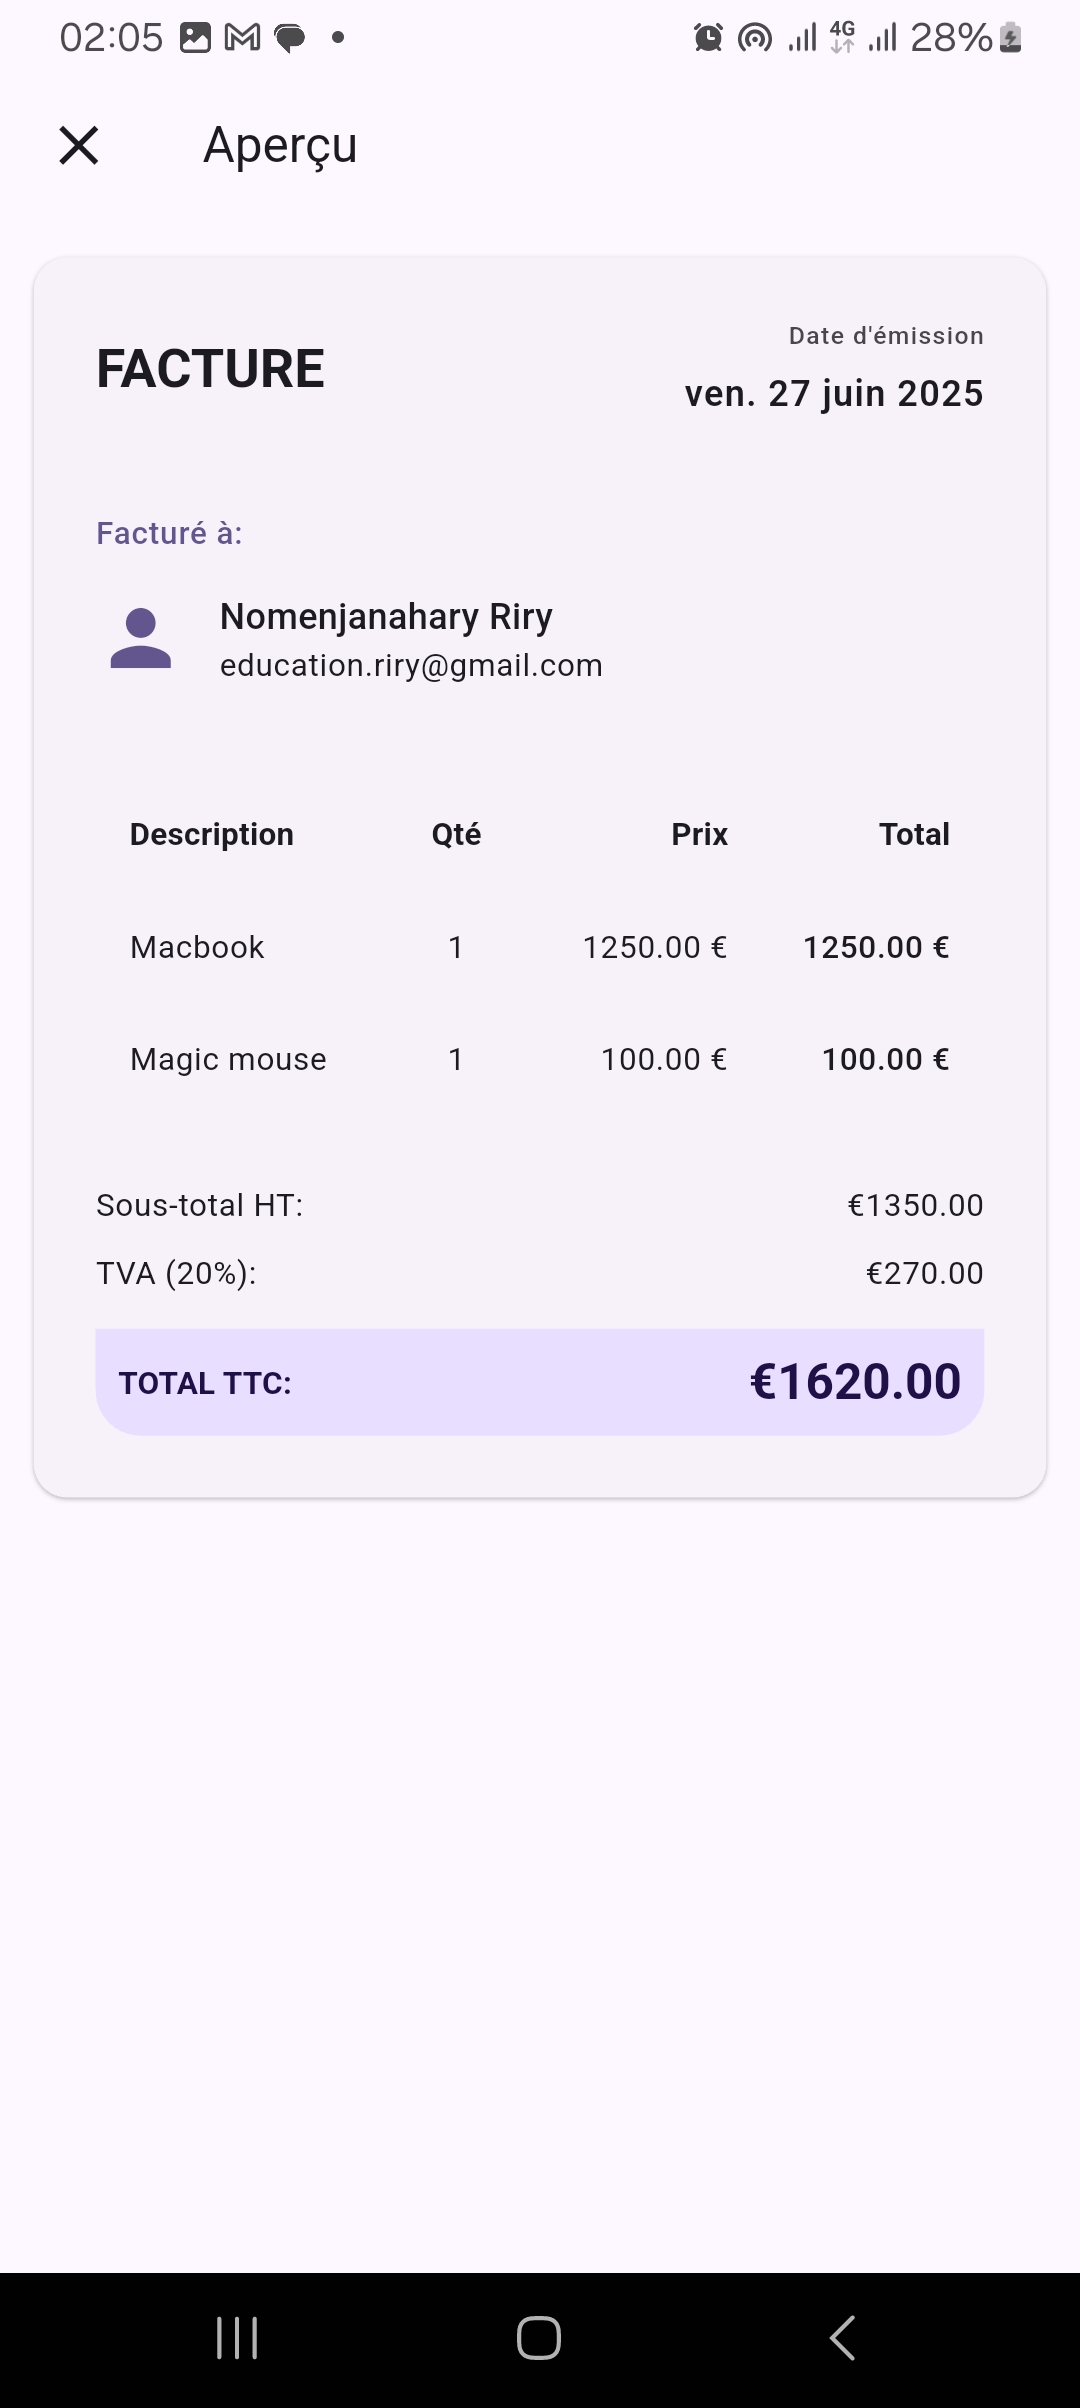 02:05 4G 28%
Aperçu
FACTURE
Date d'émission
ven. 27 juin 2025
Facturé à:
Nomenjanahary Riry
education.riry@gmail.com
Description Qté Prix Total
Macbook 1 1250.00 € 1250.00 €
Magic mouse 1 100.00 € 100.00 €
Sous-total HT: €1350.00
TVA (20%): €270.00
TOTAL TTC: €1620.00